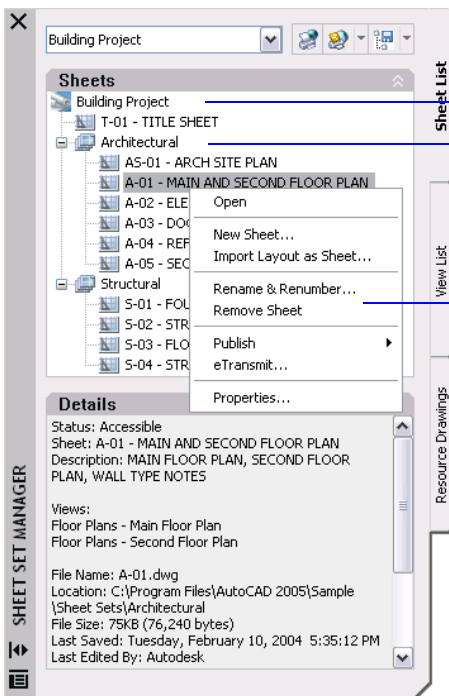 Building Project
Sheets
Building Project
T-01 - TITLE SHEET
Architectural
AS-01 - ARCH SITE PLAN
A-01 - MAIN AND SECOND FLOOR PLAN
A-02 - ELE
A-03 - DO
A-04 - REF
A-05 - SEC
Structural
S-01 - FOU
S-02 - STR
S-03 - FLO
S-04 - STR
Open
New Sheet...
Import Layout as Sheet...
Rename & Renumber...
Remove Sheet
Publish
eTransmit...
Properties...
Details
Status: Accessible
Sheet: A-01 - MAIN AND SECOND FLOOR PLAN
Description: MAIN FLOOR PLAN, SECOND FLOOR
PLAN, WALL TYPE NOTES
Views:
Floor Plans - Main Floor Plan
Floor Plans - Second Floor Plan
File Name: A-01.dwg
Location: C:\Program Files\AutoCAD 2005\Sample
\Sheet Sets\Architectural
File Size: 75KB (76,240 bytes)
Last Saved: Tuesday, February 10, 2004 5:35:12 PM
Last Edited By: Autodesk
SHEET SET MANAGER
Sheet List
View List
Resource Drawings